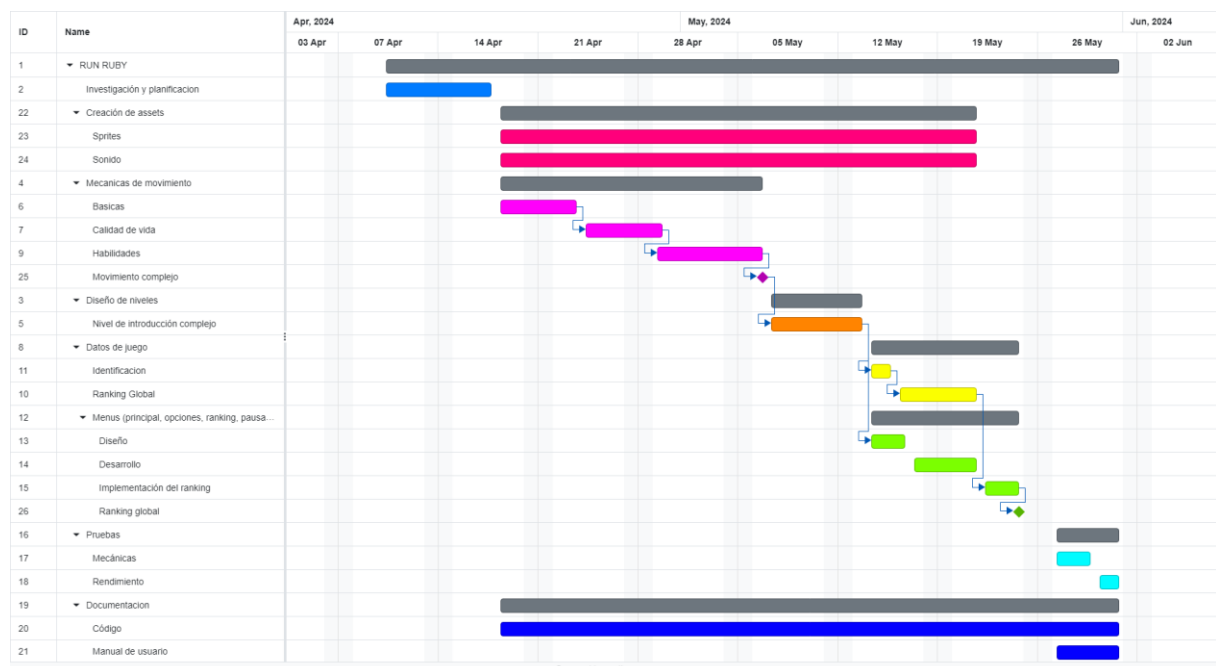 ID Name Apr, 2024 May, 2024 Jun, 2024
03 Apr 07 Apr 14 Apr 21 Apr 28 Apr 05 May 12 May 19 May 26 May 02 Jun
1 RUN RUBY
2 Investigación y planificacion
22 Creación de assets
23 Sprites
24 Sonido
4 Mecanicas de movimiento
6 Basicas
7 Calidad de vida
9 Habilidades
25 Movimiento complejo
3 Diseño de niveles
5 Nivel de introducción complejo
8 Datos de juego
11 Identificacion
10 Ranking Global
12 Menus (principal, opciones, ranking, pausa...
13 Diseño
14 Desarrollo
15 Implementación del ranking
26 Ranking global
16 Pruebas
17 Mecánicas
18 Rendimiento
19 Documentacion
20 Código
21 Manual de usuario